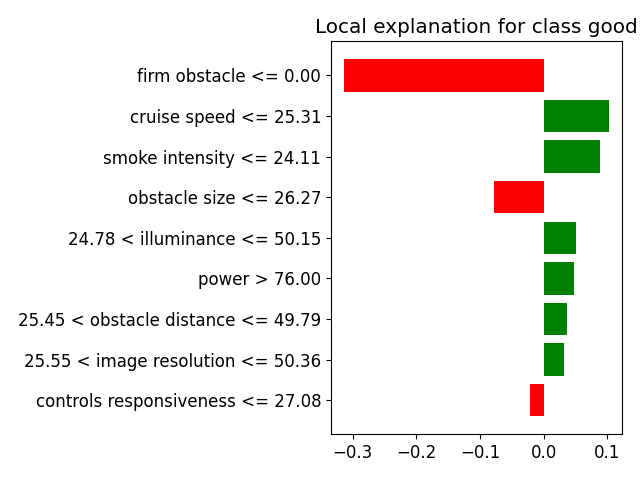 Local explanation for class good
firm obstacle <= 0.00
cruise speed <= 25.31
smoke intensity <= 24.11
obstacle size <= 26.27
24.78 < illuminance <= 50.15
power > 76.00
25.45 < obstacle distance <= 49.79
25.55 < image resolution <= 50.36
controls responsiveness <= 27.08
−0.3 −0.2 −0.1 0.0 0.1